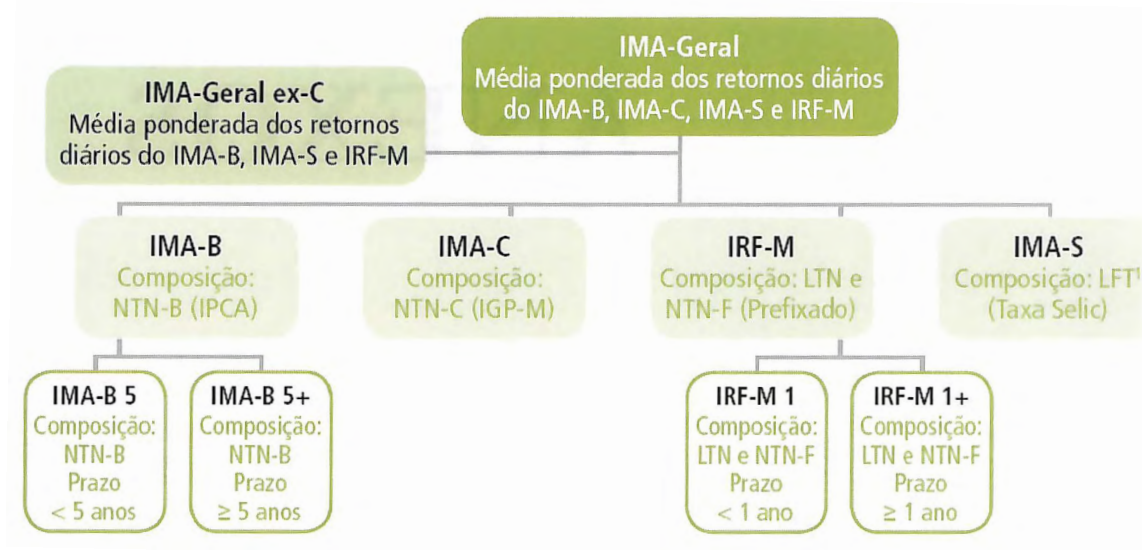 IMA-Geral
Média ponderada dos retornos diários
do IMA-B, IMA-C, IMA-S e IRF-M
IMA-Geral ex-C
Média ponderada dos retornos
diários do IMA-B, IMA-S e IRF-M
IMA-B
Composição:
NTN-B (IPCA)
IMA-C
Composição:
NTN-C (IGP-M)
IRF-M
Composição: LTN e
NTN-F (Prefixado)
IMA-S
Composição: LFT¹
(Taxa Selic)
IMA-B 5
Composição:
NTN-B
Prazo
< 5 anos
IMA-B 5+
Composição:
NTN-B
Prazo
≥ 5 anos
IRF-M 1
Composição:
LTN e NTN-F
Prazo
< 1 ano
IRF-M 1+
Composição:
LTN e NTN-F
Prazo
≥ 1 ano